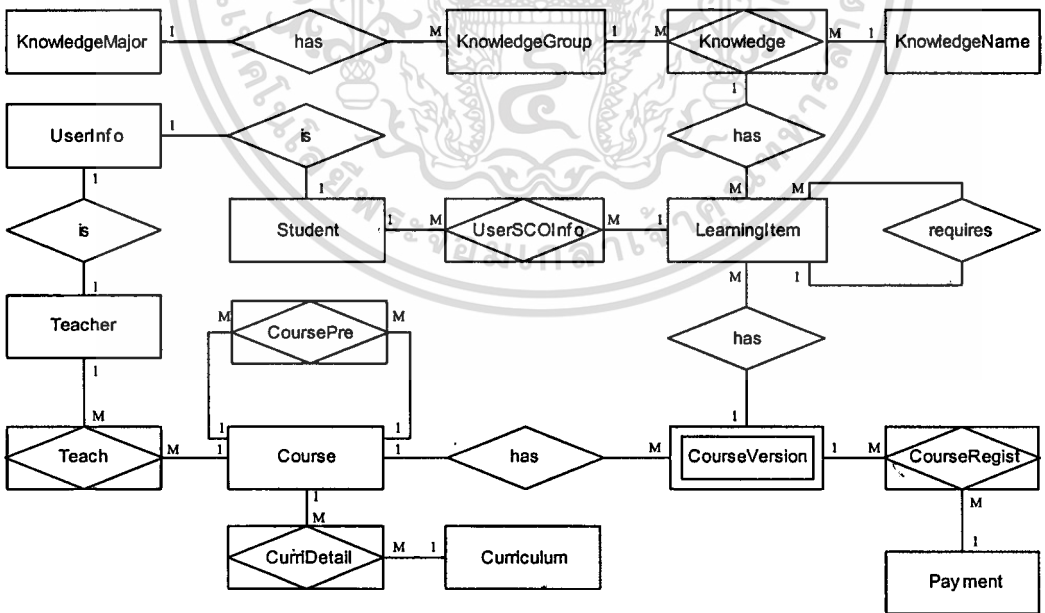 KnowledgeMajor 1 has M KnowledgeGroup 1 M Knowledge M 1 KnowledgeName
1
UserInfo 1 is has
1 1 M M
is Student 1 M UserSCOInfo M 1 LearningItem requires
1 M 1
Teacher M CoursePre M has
1
M 1 1 1
Teach M 1 Course 1 has M CourseVersion 1 M CourseRegist
1 M
M
CurriDetail M 1 Curriculum 1
Payment